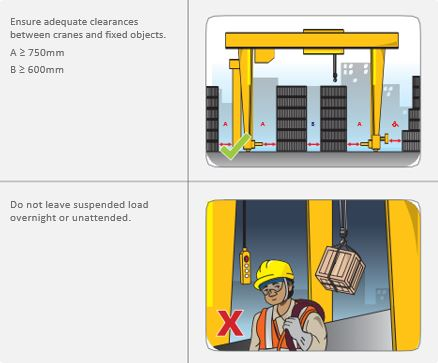 Ensure adequate clearances
between cranes and fixed objects.
A ≥ 750mm
B ≥ 600mm
A A B A
Do not leave suspended load
overnight or unattended.
X